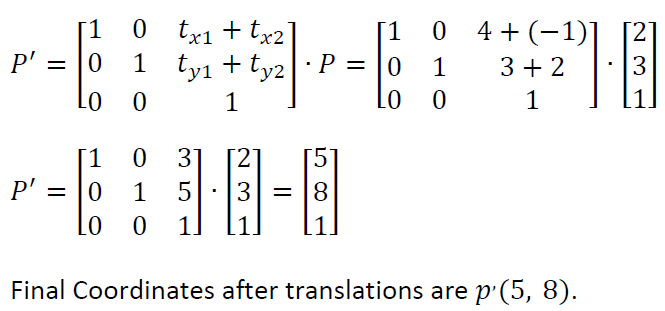 P' = [1 0 t_x1 + t_x2; 0 1 t_y1 + t_y2; 0 0 1] · P = [1 0 4 + (−1); 0 1 3 + 2; 0 0 1] · [2; 3; 1]
P' = [1 0 3; 0 1 5; 0 0 1] · [2; 3; 1] = [5; 8; 1]
Final Coordinates after translations are p'(5, 8).